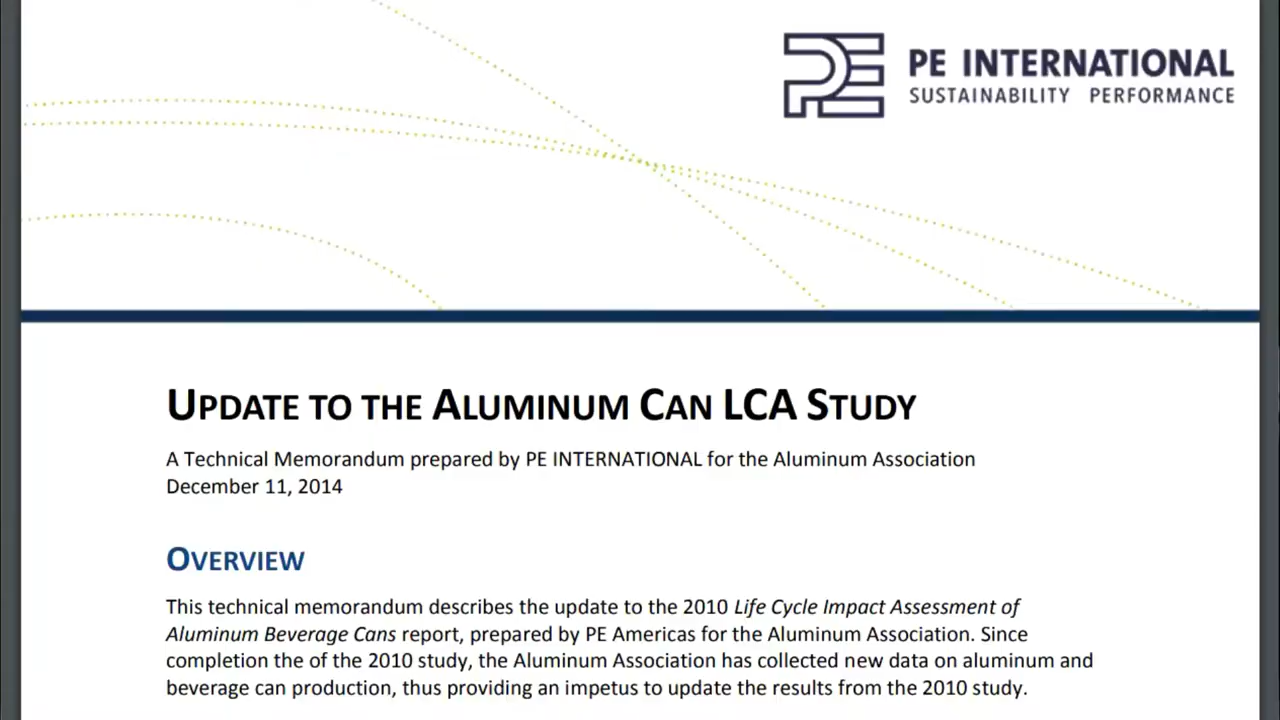 PE INTERNATIONAL
SUSTAINABILITY PERFORMANCE
UPDATE TO THE ALUMINUM CAN LCA STUDY
A Technical Memorandum prepared by PE INTERNATIONAL for the Aluminum Association
December 11, 2014
OVERVIEW
This technical memorandum describes the update to the 2010 Life Cycle Impact Assessment of
Aluminum Beverage Cans report, prepared by PE Americas for the Aluminum Association. Since
completion the of the 2010 study, the Aluminum Association has collected new data on aluminum and
beverage can production, thus providing an impetus to update the results from the 2010 study.